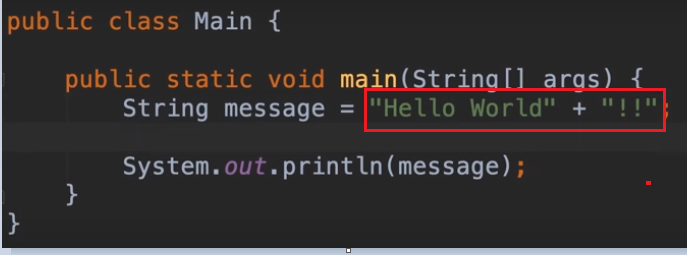 public class Main {
public static void main(String[] args) {
String message = "Hello World" + "!!";
System.out.println(message);
}
}